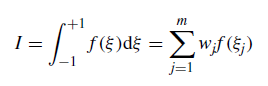 I = ∫_{-1}^{+1} f(ξ)dξ = ∑_{j=1}^{m} w_j f(ξ_j)